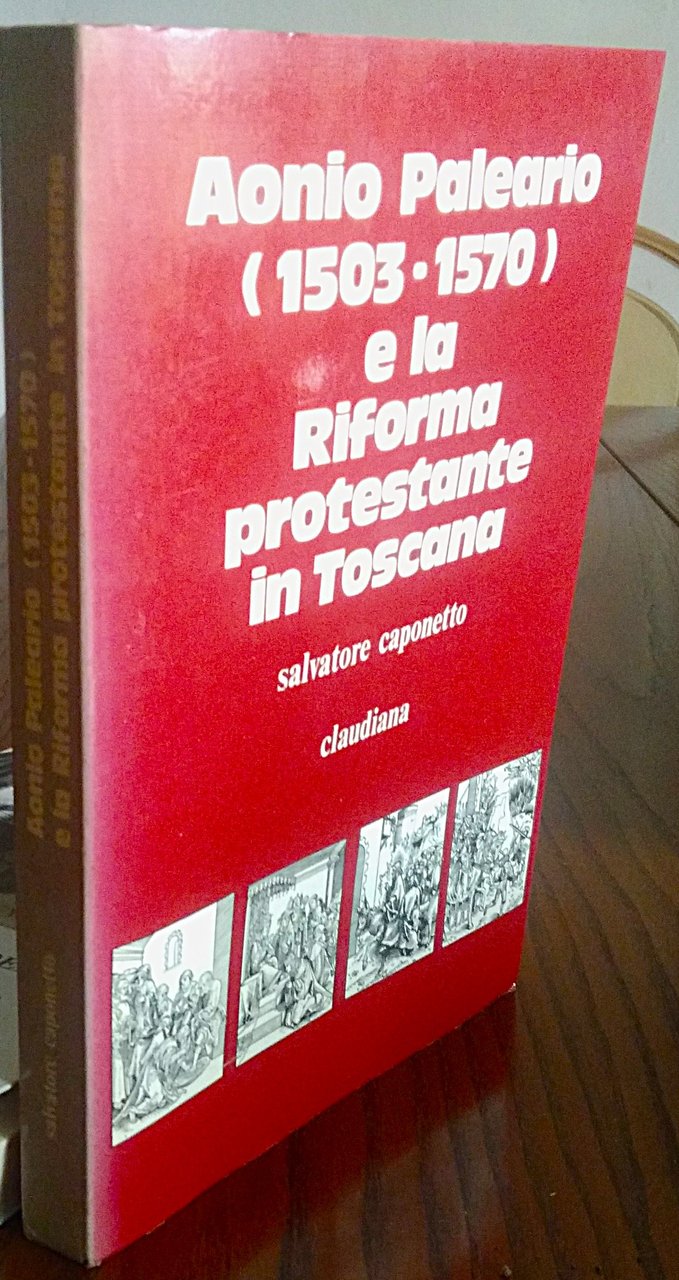 Aonio Paleario
(1503·1570)
e la
Riforma
protestante
in Toscana
salvatore caponetto
claudiana
Aonio Paleario (1503·1570)
e la Riforma protestante in Toscana
salvatore caponetto